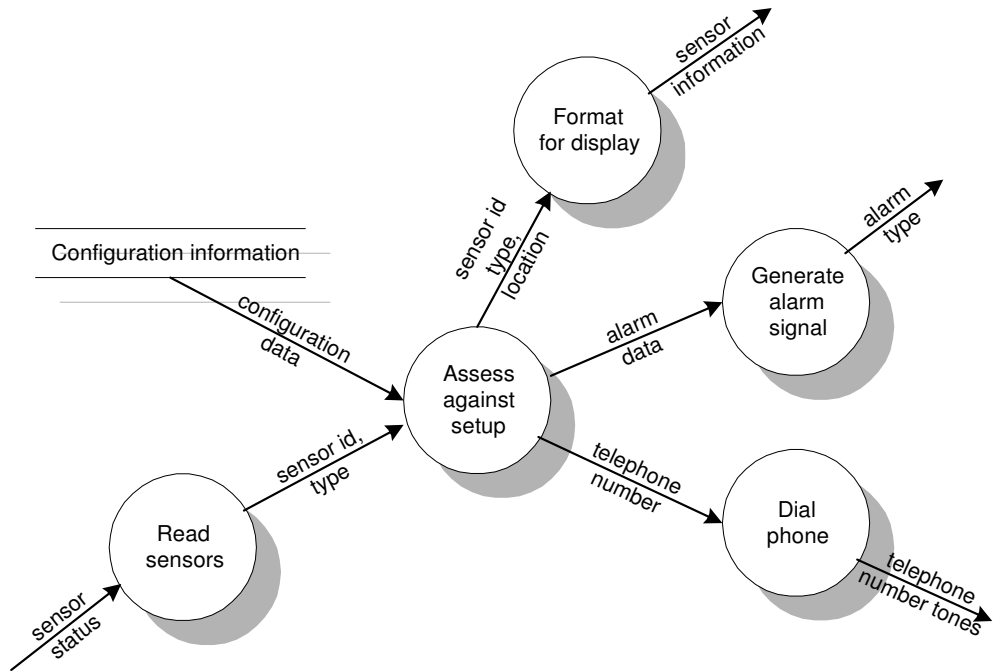 sensor
information
Format
for display
sensor id
type,
location
alarm
type
Configuration information
Generate
alarm
signal
configuration
data
alarm
data
Assess
against
setup
sensor id,
type
telephone
number
Read
sensors
Dial
phone
sensor
status
telephone
number tones